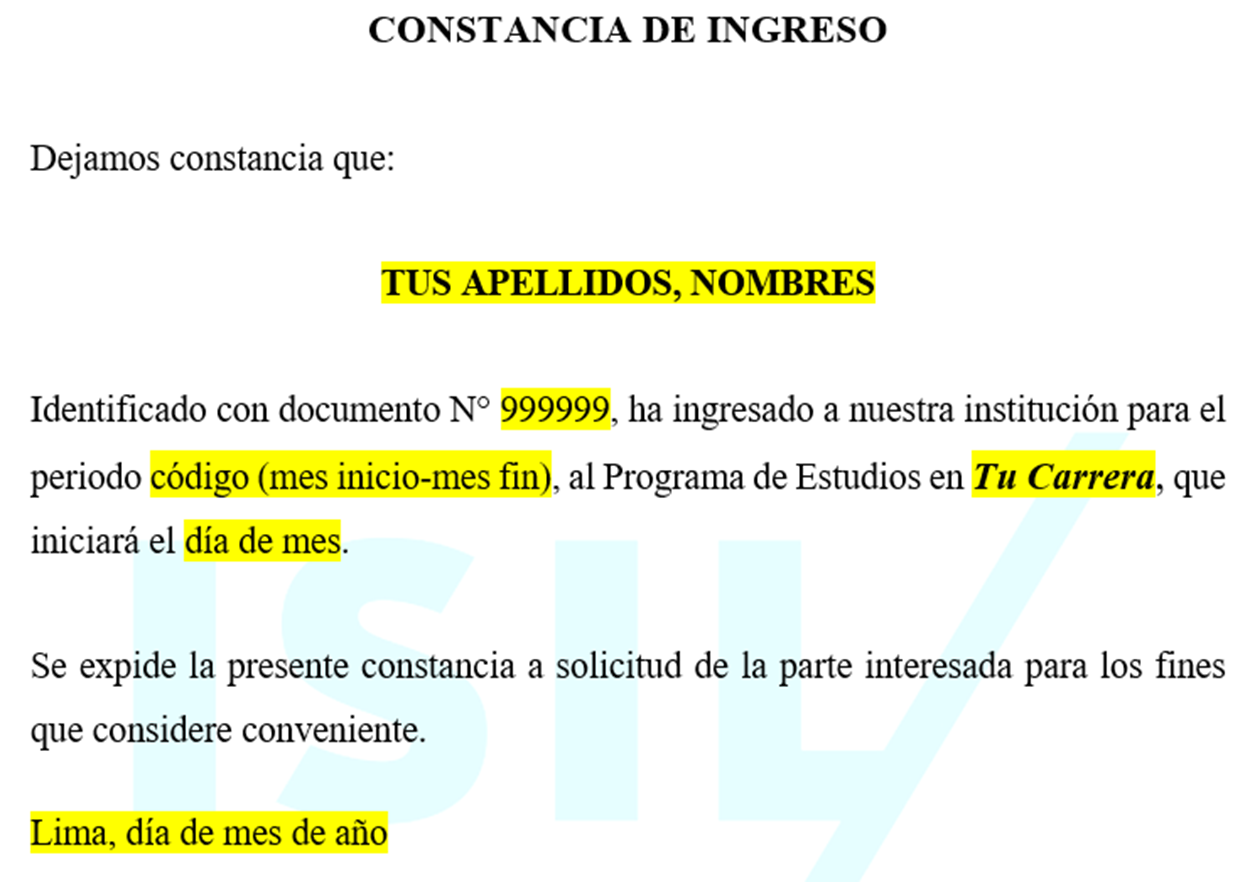 CONSTANCIA DE INGRESO
Dejamos constancia que:
TUS APELLIDOS, NOMBRES
Identificado con documento N° 999999, ha ingresado a nuestra institución para el
periodo código (mes inicio-mes fin), al Programa de Estudios en Tu Carrera, que
iniciará el día de mes.
Se expide la presente constancia a solicitud de la parte interesada para los fines
que considere conveniente.
Lima, día de mes de año
ISIL/